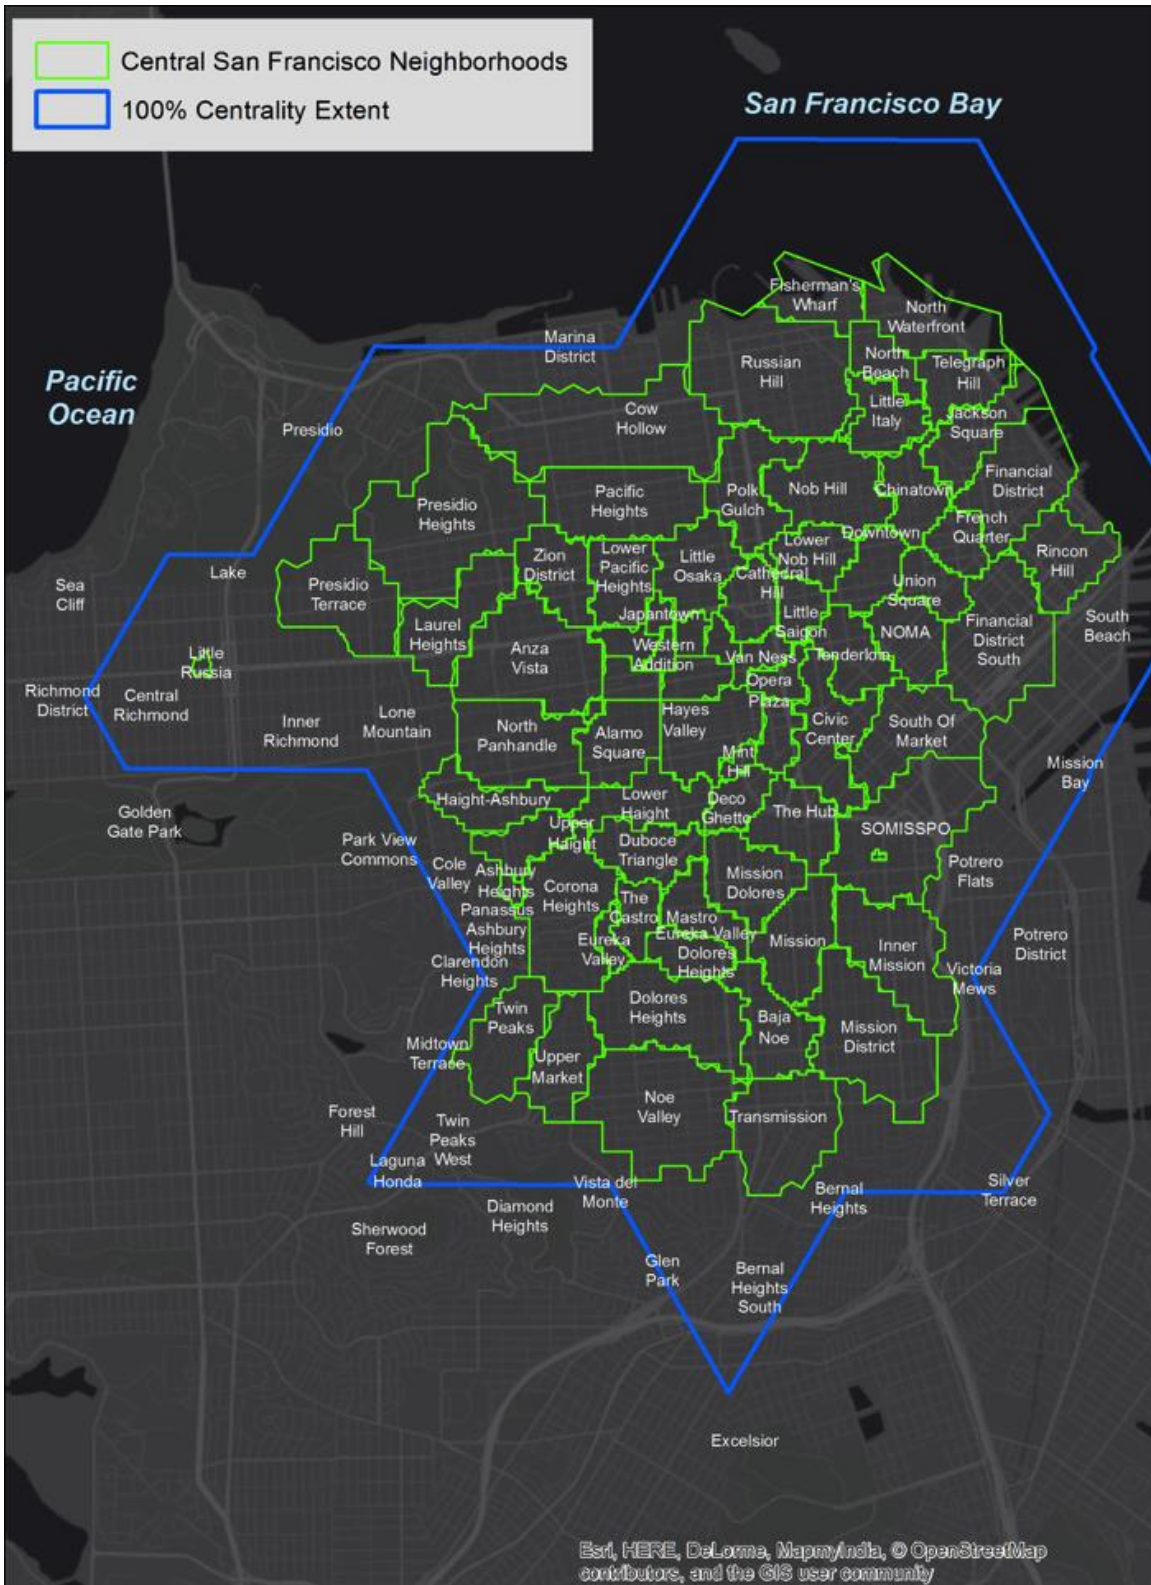 Central San Francisco Neighborhoods
100% Centrality Extent
San Francisco Bay
Pacific
Ocean
Fisherman's
Wharf
North
Waterfront
Marina
District
Russian
Hill
North
Beach
Telegraph
Hill
Little
Italy
Jackson
Square
Cow
Hollow
Presidio
Presidio
Heights
Pacific
Heights
Polk
Gulch
Nob Hill
Chinatown
Financial
District
French
Quarter
Downtown
Rincon
Hill
Sea
Cliff
Lake
Presidio
Terrace
Zion
District
Lower
Pacific
Heights
Little
Osaka
Lower
Nob Hill
Cathedral
Hill
Union
Square
Japantown
Laurel
Heights
Anza
Vista
Western
Addition
Little
Saigon
Van Ness
Tenderloin
NOMA
Financial
District
South
South
Beach
Little
Russia
Richmond
District
Central
Richmond
Inner
Richmond
Lone
Mountain
North
Panhandle
Alamo
Square
Hayes
Valley
Opera
Plaza
Civic
Center
South Of
Market
Mint
Hill
Mission
Bay
Golden
Gate Park
Haight-Ashbury
Lower
Haight
Deco
Ghetto
The Hub
SOMISSPO
Upper
Haight
Duboce
Triangle
Park View
Commons
Cole
Valley
Ashbury
Heights
Corona
Heights
Mission
Dolores
Potrero
Flats
Panassus
Ashbury
Heights
The
Castro
Mastro
Eureka Valley
Eureka
Valley
Dolores
Heights
Mission
Inner
Mission
Potrero
District
Clarendon
Heights
Victoria
Mews
Twin
Peaks
Dolores
Heights
Baja
Noe
Mission
District
Midtown
Terrace
Upper
Market
Noe
Valley
Transmission
Forest
Hill
Twin
Peaks
West
Laguna
Honda
Vista del
Monte
Bernal
Heights
Silver
Terrace
Diamond
Heights
Sherwood
Forest
Glen
Park
Bernal
Heights
South
Excelsior
Esri, HERE, DeLorme, MapmyIndia, © OpenStreetMap
contributors, and the GIS user community